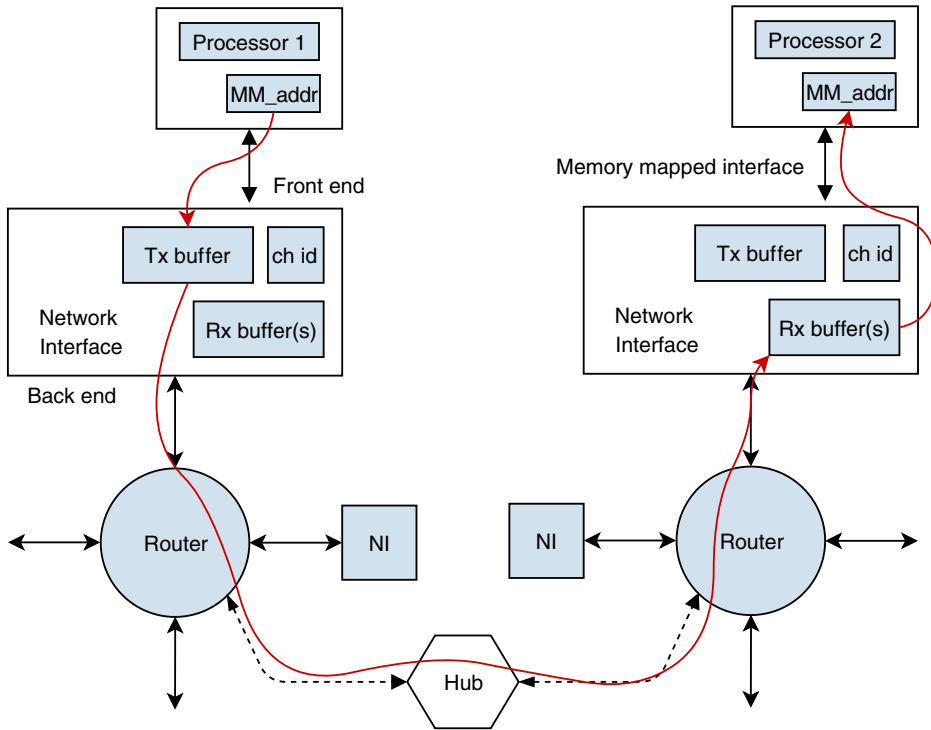 Processor 1
MM_addr
Processor 2
MM_addr
Front end
Memory mapped interface
Tx buffer
ch id
Rx buffer(s)
Network
Interface
Tx buffer
ch id
Rx buffer(s)
Network
Interface
Back end
Router
NI
NI
Router
Hub